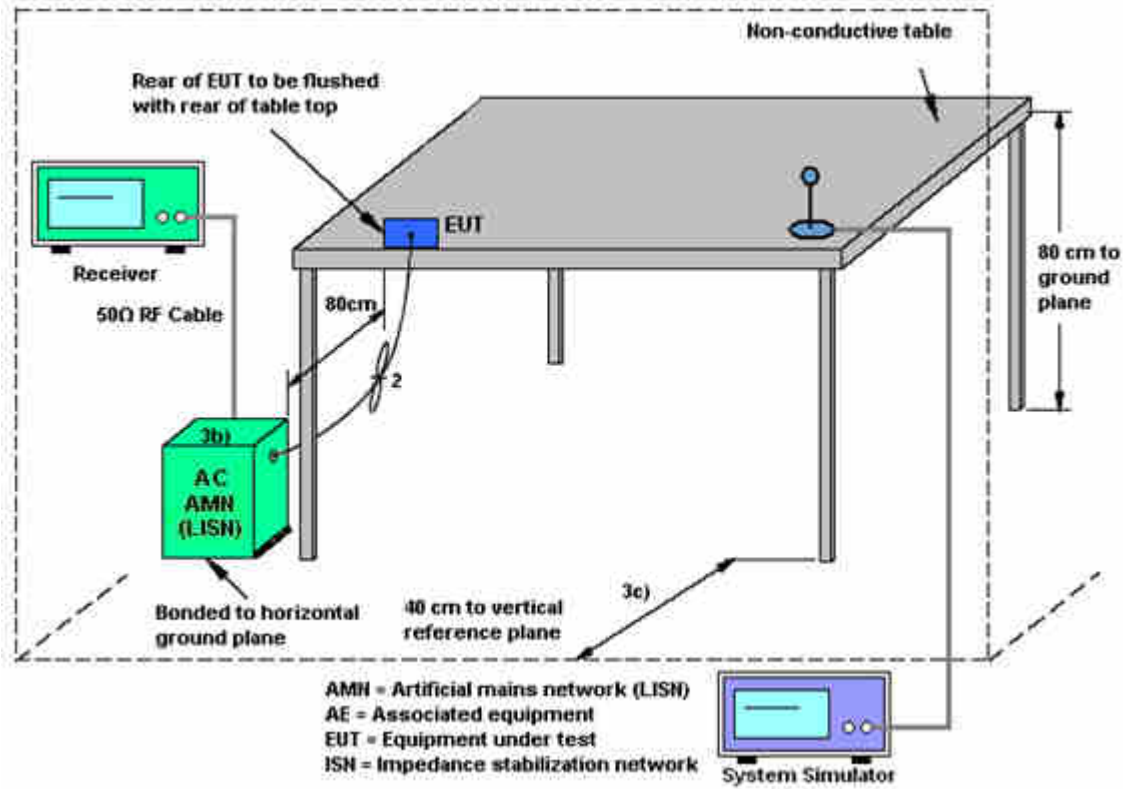 Non-conductive table
Rear of EUT to be flushed
with rear of table top
EUT
Receiver
80cm
80 cm to
ground
plane
50Ω RF Cable
2
3b)
AC
AMN
(LISN)
3c)
Bonded to horizontal
ground plane
40 cm to vertical
reference plane
AMN = Artificial mains network (LISN)
AE = Associated equipment
EUT = Equipment under test
ISN = Impedance stabilization network
System Simulator